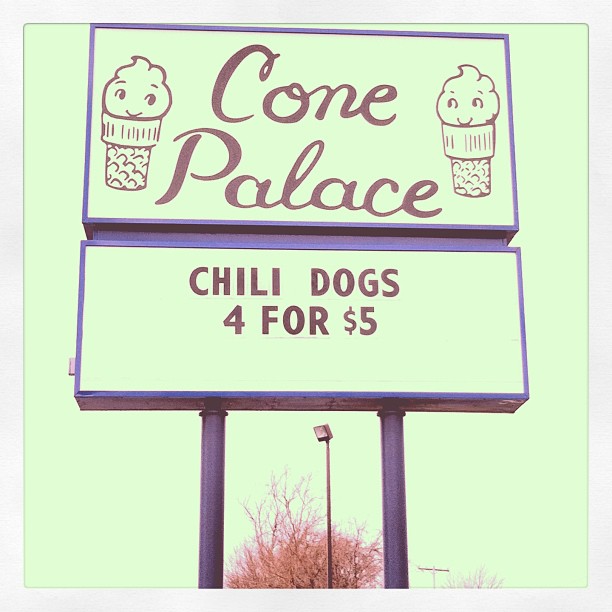 Cone
Palace
CHILI DOGS
4 FOR $5